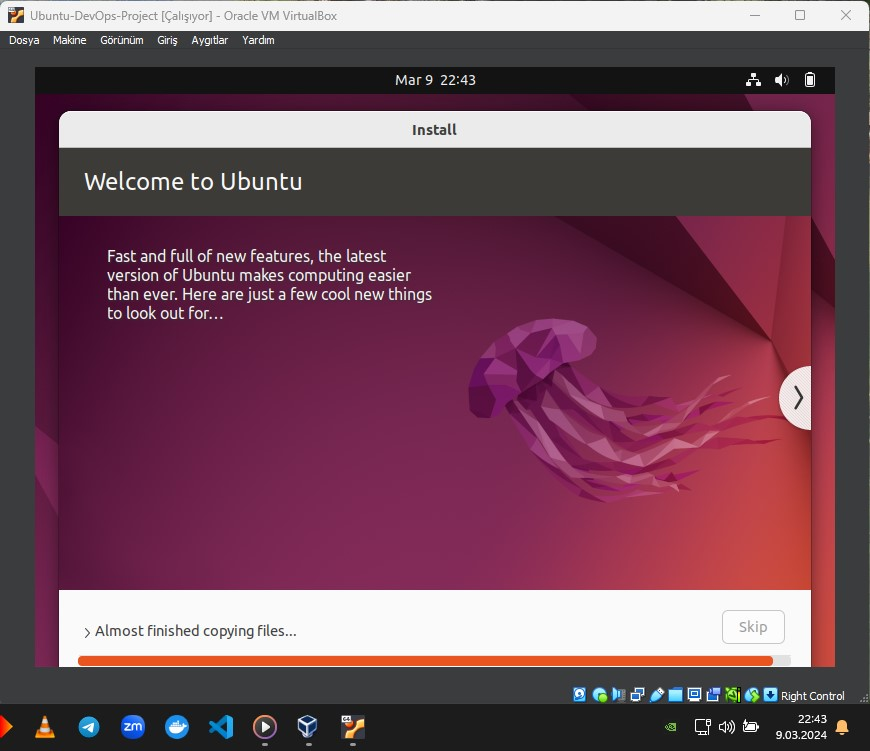 Ubuntu-DevOps-Project [Çalışıyor] - Oracle VM VirtualBox
Dosya Makine Görünüm Giriş Aygıtlar Yardım
Mar 9 22:43
Install
Welcome to Ubuntu
Fast and full of new features, the latest
version of Ubuntu makes computing easier
than ever. Here are just a few cool new things
to look out for…
Almost finished copying files...
Skip
Right Control
zm
64
22:43
9.03.2024